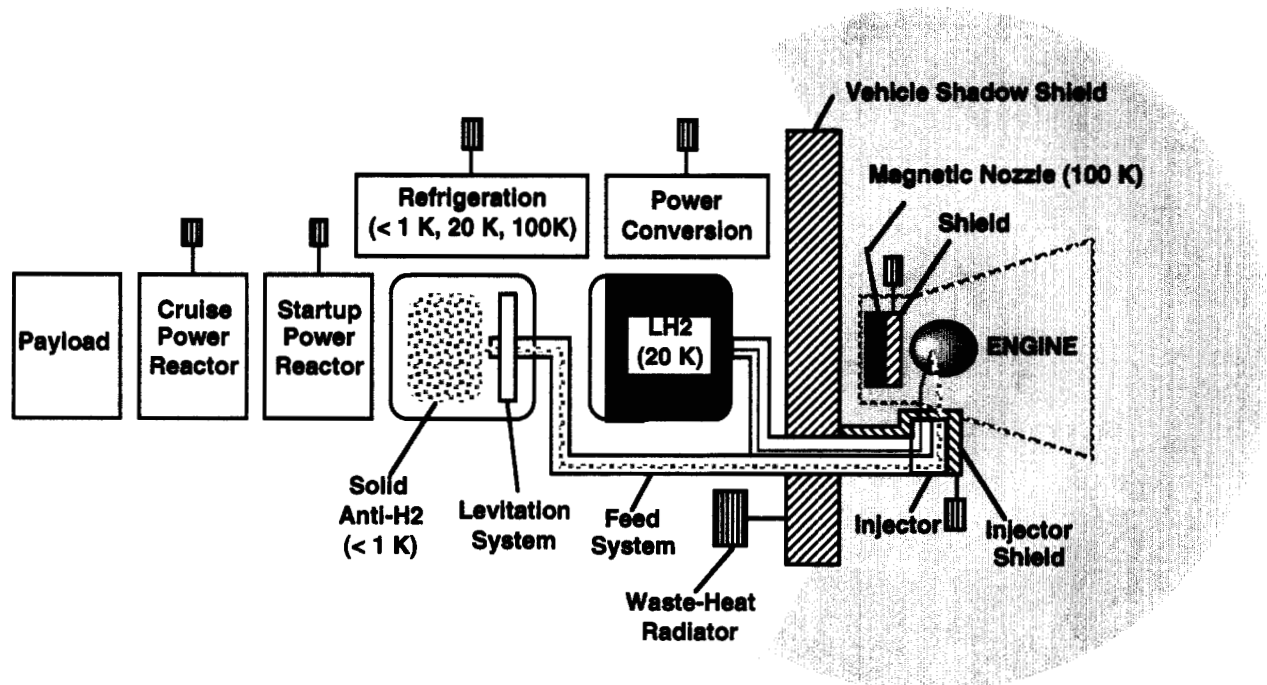 Vehicle Shadow Shield
Magnetic Nozzle (100 K)
Shield
Refrigeration
(< 1 K, 20 K, 100K)
Power
Conversion
Payload
Cruise
Power
Reactor
Startup
Power
Reactor
LH2
(20 K)
ENGINE
Solid
Anti-H2
(< 1 K)
Levitation
System
Feed
System
Waste-Heat
Radiator
Injector
Injector
Shield